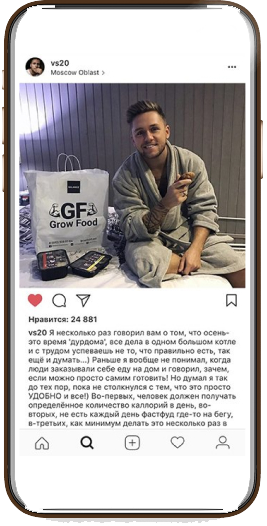 vs20
Moscow Oblast >
GF
Grow Food
Нравится: 24 881
vs20 Я несколько раз говорил вам о том, что осень-
это время 'дурдома', все дела в одном большом котле
и с трудом успеваешь не то, что правильно есть, так
ещё и думать...) Раньше я вообще не понимал, когда
люди заказывали себе еду на дом и говорил, зачем,
если можно просто самим готовить! Но думал я так
до тех пор, пока не столкнулся с тем, что это просто
УДОБНО и все!) Во-первых, человек должен получать
определённое количество каллорий в день, во-
вторых, не есть каждый день фастфуд где-то на бегу,
в-третьих, как минимум делать это несколько раз в